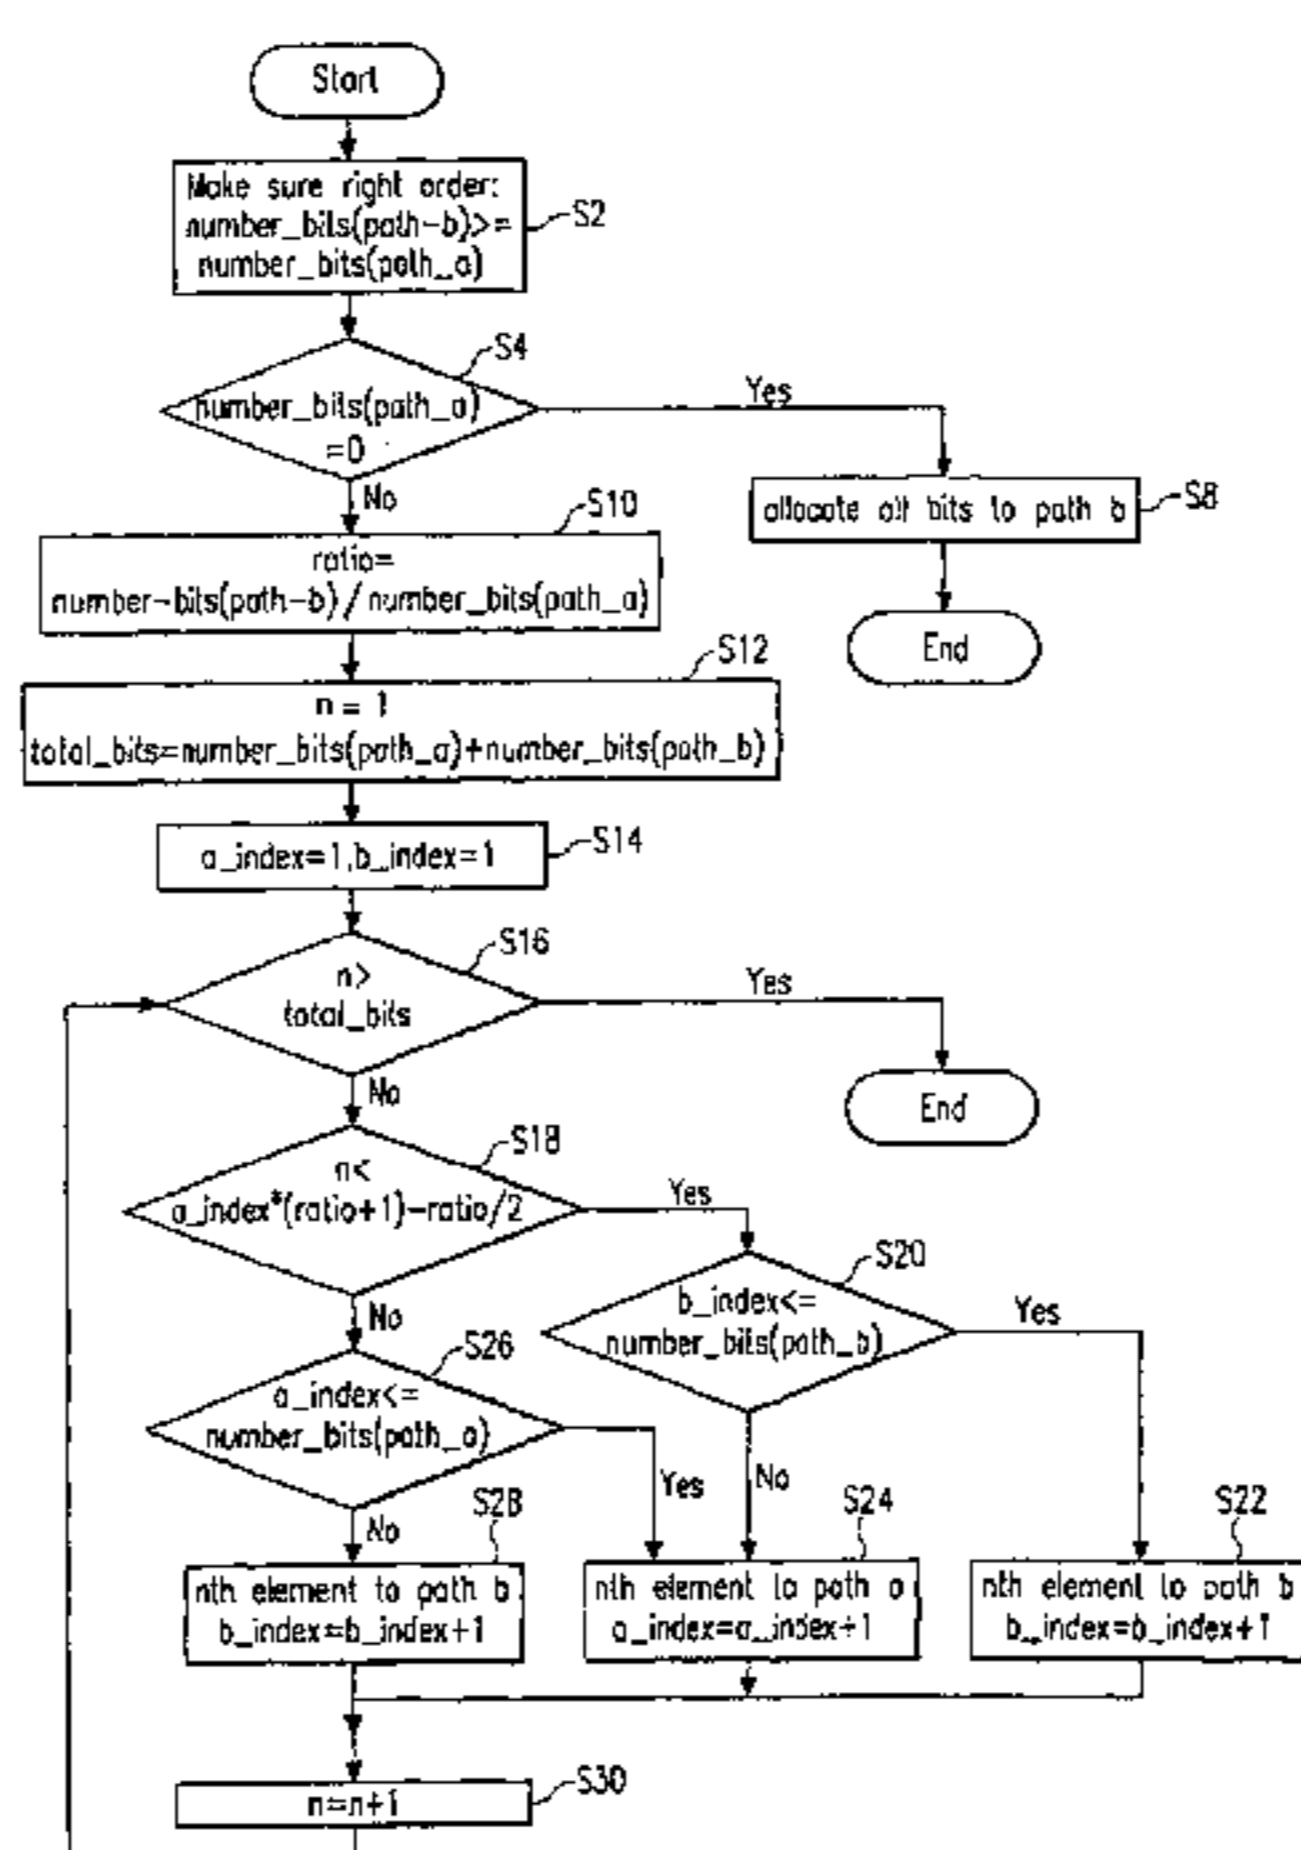 Start
Make sure right order:
number_bits(path-b)>=
number_bits(path_a)
S2
S4
number_bits(path_a)
=0
Yes
No
S8
allocate all bits to path b
End
S10
ratio=
number-bits(path-b)/number_bits(path_a)
S12
n = 1
total_bits=number_bits(path_a)+number_bits(path_b)
a_index=1,b_index=1
S14
S16
n>
total_bits
Yes
End
No
S18
n<
a_index*(ratio+1)-ratio/2
Yes
No
S20
b_index<=
number_bits(path_b)
Yes
S26
a_index<=
number_bits(path_a)
Yes
No
No
S28
nth element to path b
b_index=b_index+1
S24
nth element to path a
a_index=a_index+1
S22
nth element to path b
b_index=b_index+1
n=n+1
S30